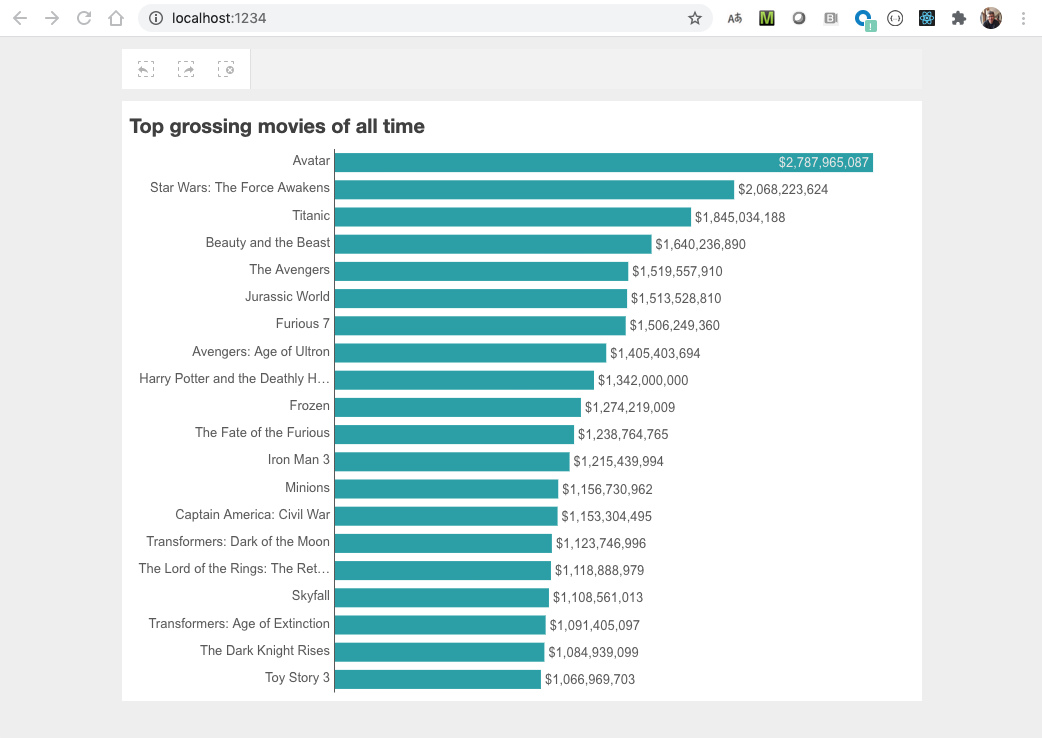 localhost:1234
Aあ M B! {··} !
Top grossing movies of all time
Avatar $2,787,965,087
Star Wars: The Force Awakens $2,068,223,624
Titanic $1,845,034,188
Beauty and the Beast $1,640,236,890
The Avengers $1,519,557,910
Jurassic World $1,513,528,810
Furious 7 $1,506,249,360
Avengers: Age of Ultron $1,405,403,694
Harry Potter and the Deathly H… $1,342,000,000
Frozen $1,274,219,009
The Fate of the Furious $1,238,764,765
Iron Man 3 $1,215,439,994
Minions $1,156,730,962
Captain America: Civil War $1,153,304,495
Transformers: Dark of the Moon $1,123,746,996
The Lord of the Rings: The Ret… $1,118,888,979
Skyfall $1,108,561,013
Transformers: Age of Extinction $1,091,405,097
The Dark Knight Rises $1,084,939,099
Toy Story 3 $1,066,969,703